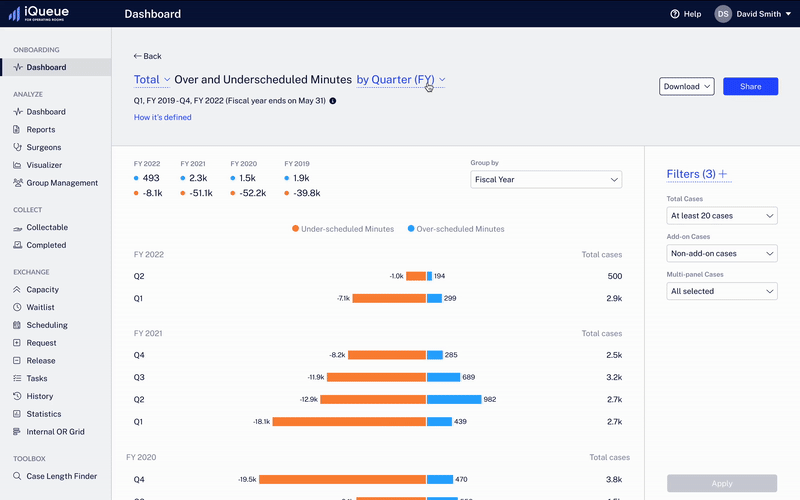 iQueue
FOR OPERATING ROOMS
Dashboard
Help
DS
David Smith
ONBOARDING
Dashboard
ANALYZE
Dashboard
Reports
Surgeons
Visualizer
Group Management
COLLECT
Collectable
Completed
EXCHANGE
Capacity
Waitlist
Scheduling
Request
Release
Tasks
History
Statistics
Internal OR Grid
TOOLBOX
Case Length Finder
Back
Total Over and Underscheduled Minutes by Quarter (FY)
Q1, FY 2019 - Q4, FY 2022 (Fiscal year ends on May 31)
How it's defined
Download
Share
FY 2022 FY 2021 FY 2020 FY 2019
493 2.3k 1.5k 1.9k
-8.1k -51.1k -52.2k -39.8k
Group by
Fiscal Year
Under-scheduled Minutes Over-scheduled Minutes
FY 2022 Total cases
Q2 -1.0k 194 500
Q1 -7.1k 299 2.9k
FY 2021 Total cases
Q4 -8.2k 285 2.5k
Q3 -11.9k 689 3.2k
Q2 -12.9k 982 2.7k
Q1 -18.1k 439 2.7k
FY 2020 Total cases
Q4 -19.5k 470 3.8k
Filters (3)
Total Cases
At least 20 cases
Add-on Cases
Non-add-on cases
Multi-panel Cases
All selected
Apply